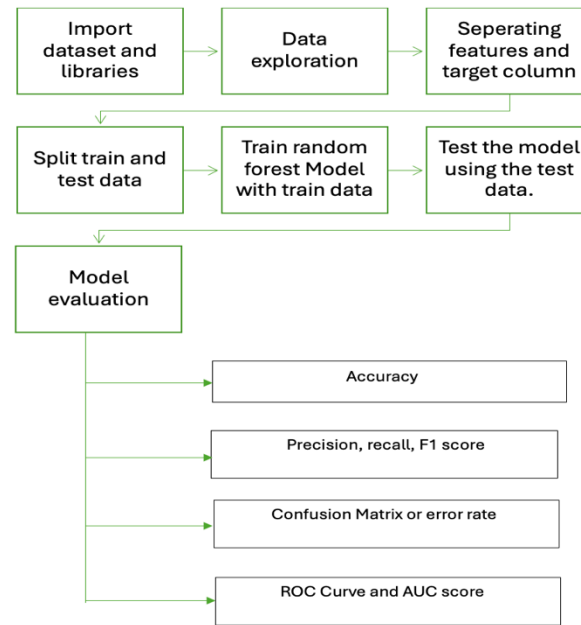 Import
dataset and
libraries
Data
exploration
Seperating
features and
target column
Split train and
test data
Train random
forest Model
with train data
Test the model
using the test
data.
Model
evaluation
Accuracy
Precision, recall, F1 score
Confusion Matrix or error rate
ROC Curve and AUC score